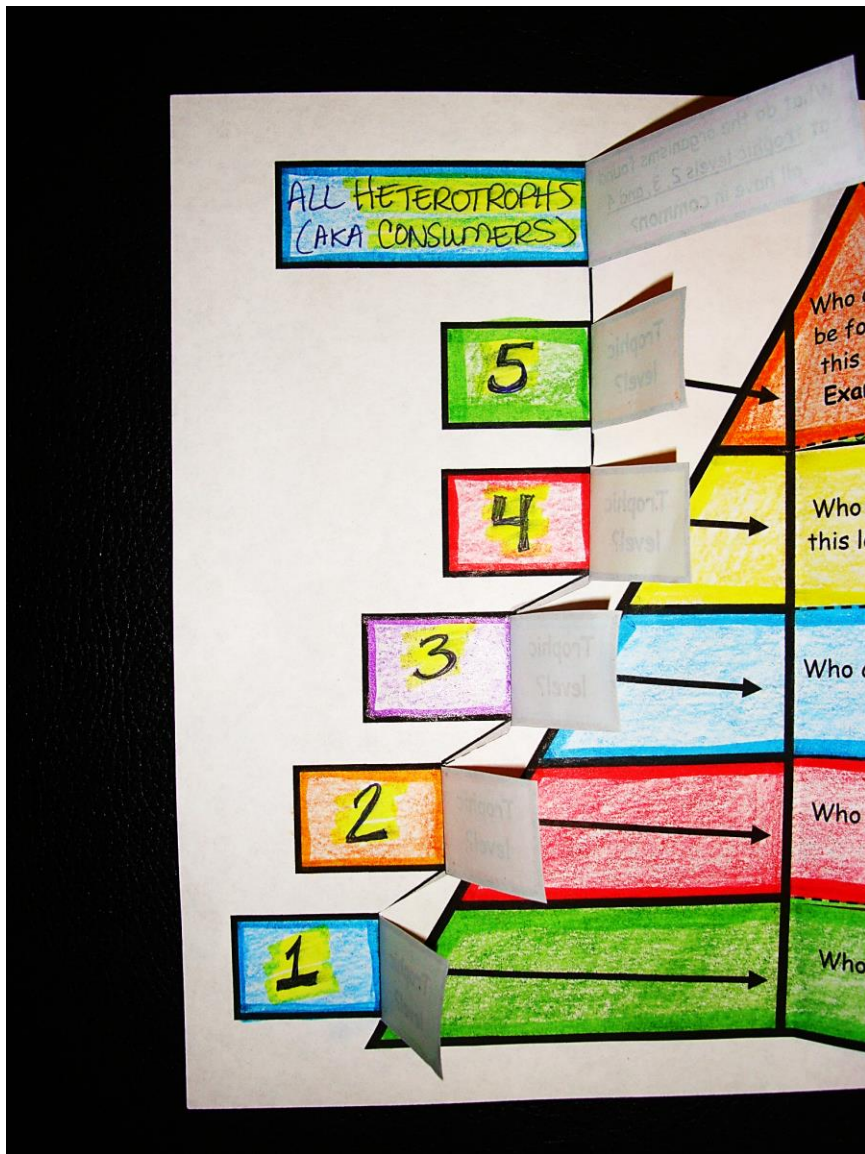 What do the organisms found
at trophic levels 2, 3, and 4
all have in common?
ALL HETEROTROPHS
(AKA CONSUMERS)
5
Trophic
level?
Who
be fo
this
Exa
4
Trophic
level?
Who
this l
3
Trophic
level?
Who
2
Trophic
level?
Who
1
Trophic
level?
Who